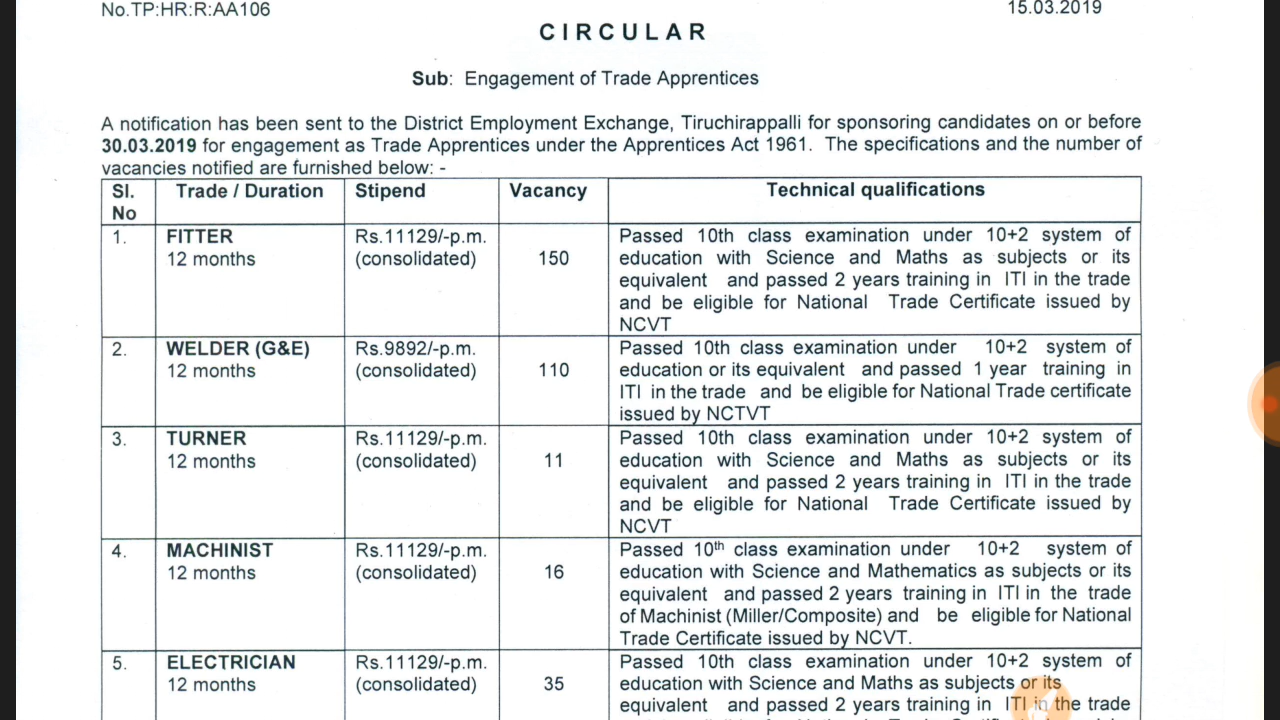 No.TP:HR:R:AA106 15.03.2019
CIRCULAR
Sub: Engagement of Trade Apprentices
A notification has been sent to the District Employment Exchange, Tiruchirappalli for sponsoring candidates on or before
30.03.2019 for engagement as Trade Apprentices under the Apprentices Act 1961. The specifications and the number of
vacancies notified are furnished below: -
Sl. Trade / Duration Stipend Vacancy Technical qualifications
No
1. FITTER Rs.11129/-p.m. Passed 10th class examination under 10+2 system of
12 months (consolidated) 150 education with Science and Maths as subjects or its
equivalent and passed 2 years training in ITI in the trade
and be eligible for National Trade Certificate issued by
NCVT
2. WELDER (G&E) Rs.9892/-p.m. Passed 10th class examination under 10+2 system of
12 months (consolidated) 110 education or its equivalent and passed 1 year training in
ITI in the trade and be eligible for National Trade certificate
issued by NCTVT
3. TURNER Rs.11129/-p.m. Passed 10th class examination under 10+2 system of
12 months (consolidated) 11 education with Science and Maths as subjects or its
equivalent and passed 2 years training in ITI in the trade
and be eligible for National Trade Certificate issued by
NCVT
4. MACHINIST Rs.11129/-p.m. Passed 10th class examination under 10+2 system of
12 months (consolidated) 16 education with Science and Mathematics as subjects or its
equivalent and passed 2 years training in ITI in the trade
of Machinist (Miller/Composite) and be eligible for National
Trade Certificate issued by NCVT.
5. ELECTRICIAN Rs.11129/-p.m. Passed 10th class examination under 10+2 system of
12 months (consolidated) 35 education with Science and Maths as subjects or its
equivalent and passed 2 years training in ITI in the trade